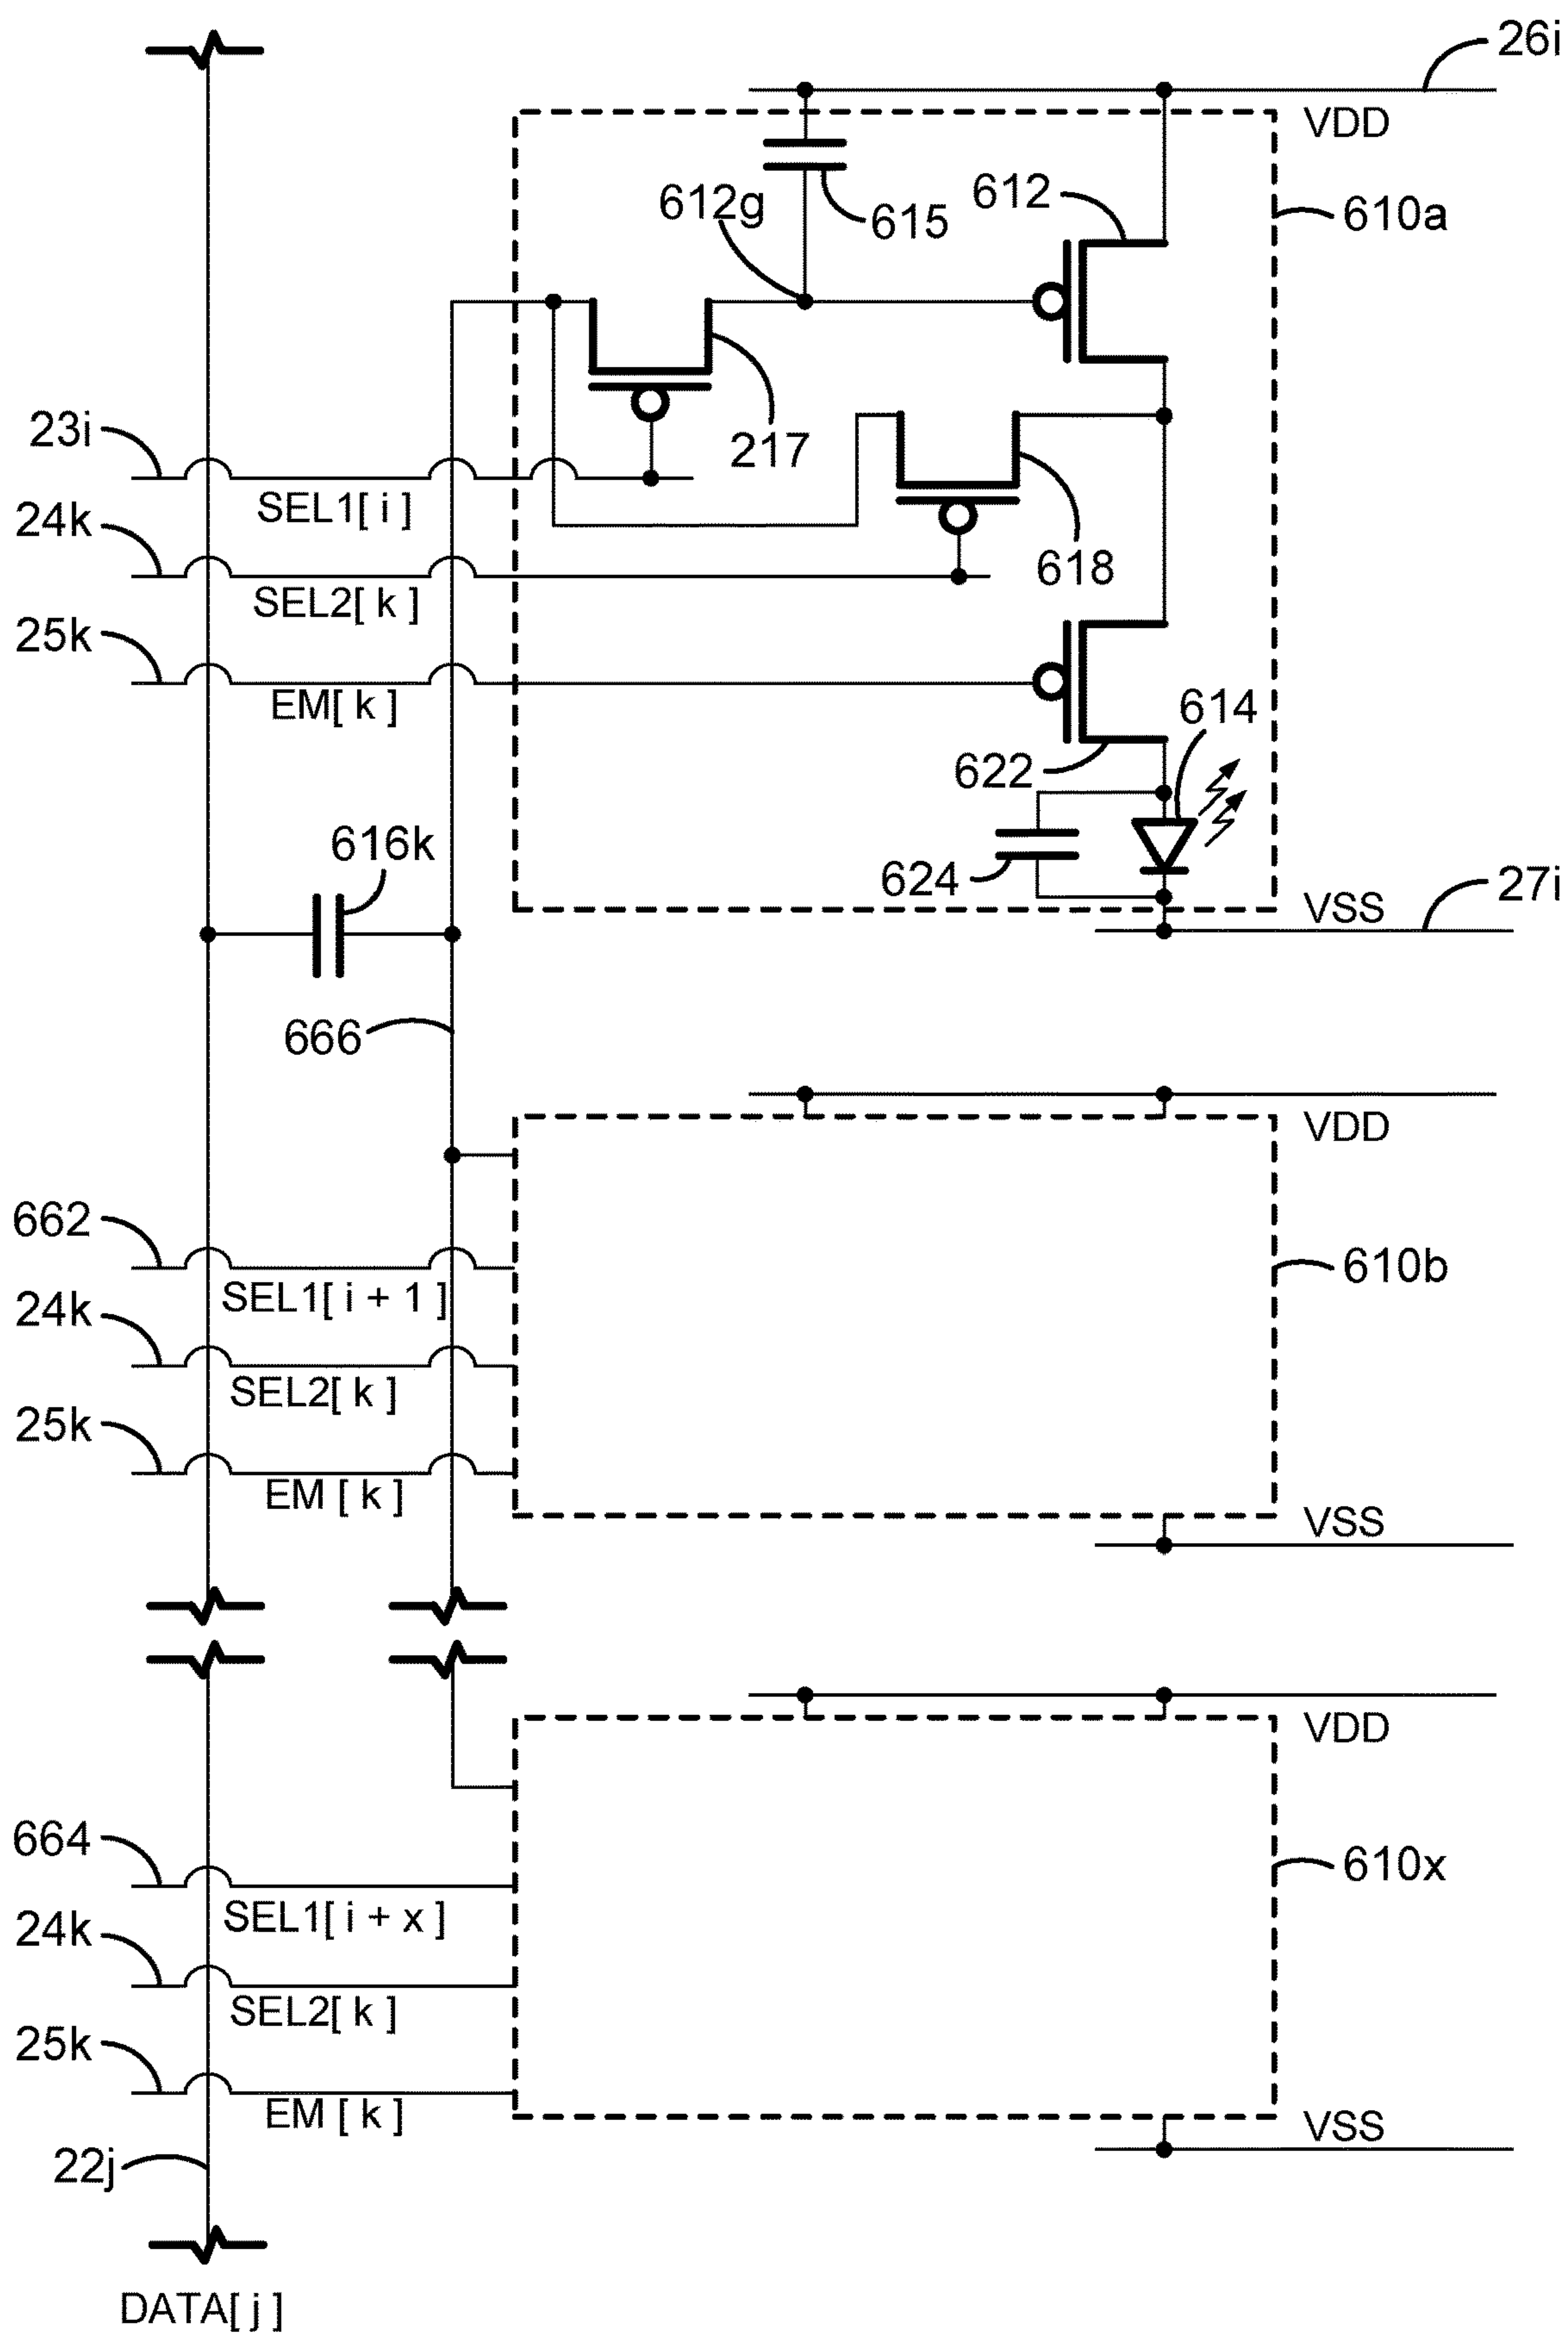 26i
VDD
612
612g
615
610a
23i
217
SEL1[ i ]
24k
618
SEL2[ k ]
25k
EM[ k ]
614
622
616k
624
27i
VSS
666
VDD
662
610b
SEL1[ i + 1 ]
24k
SEL2[ k ]
25k
EM [ k ]
VSS
VDD
664
610x
SEL1[ i + x ]
24k
SEL2[ k ]
25k
EM [ k ]
VSS
22j
DATA[ j ]